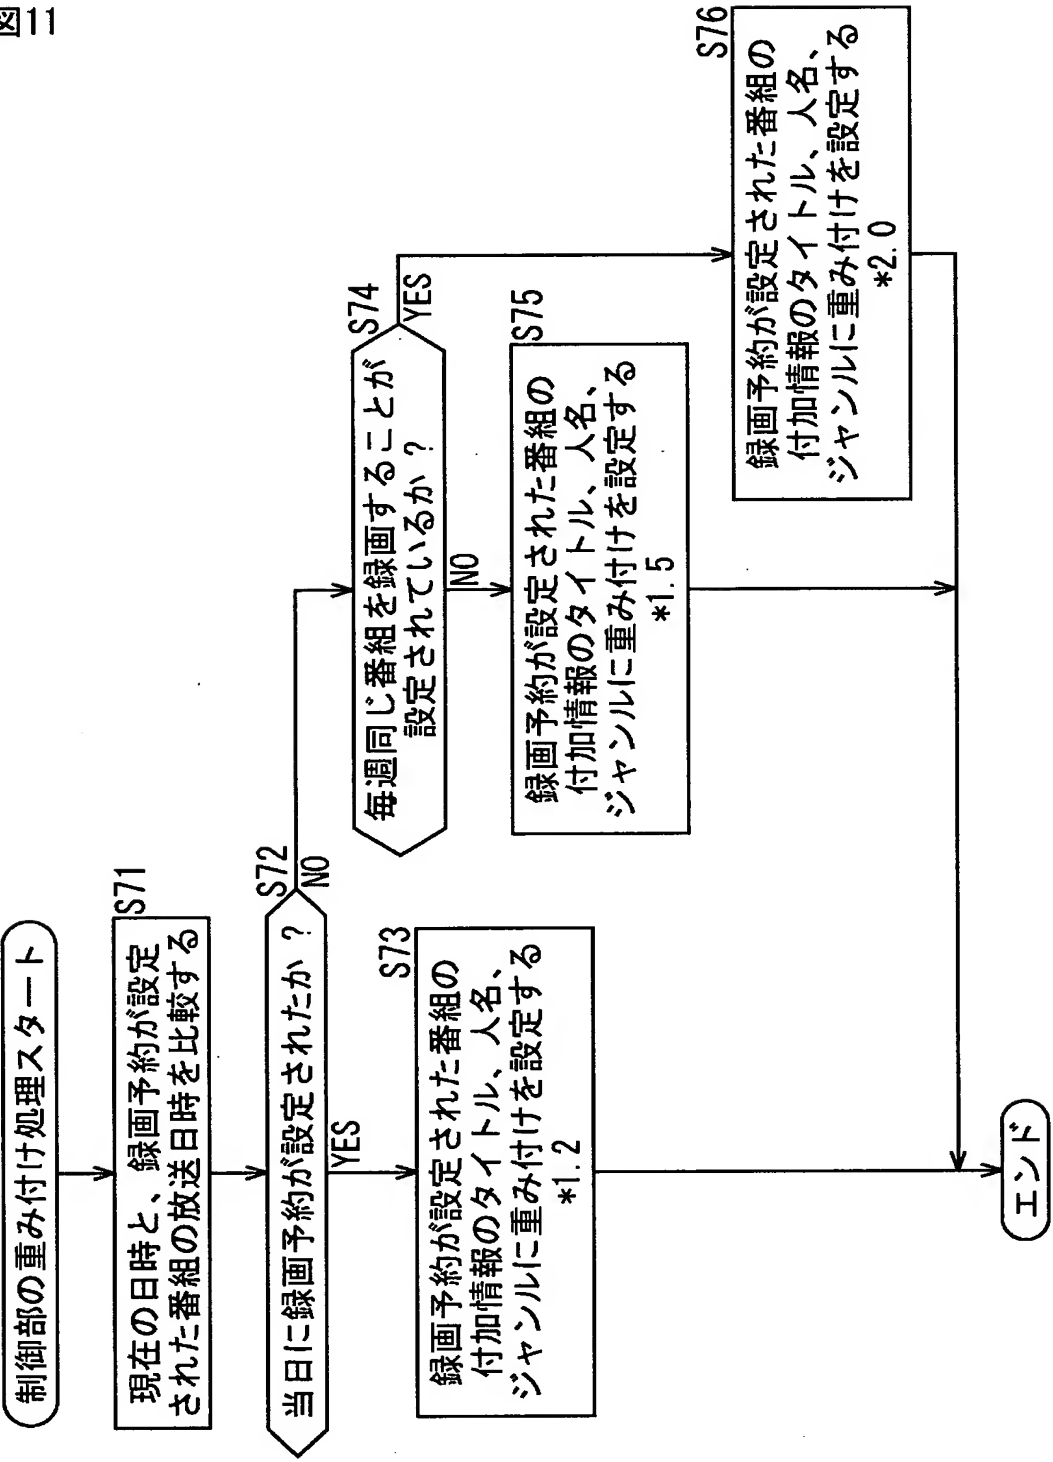 図11
制御部の重み付け処理スタート
S71
現在の日時と、録画予約が設定
された番組の放送日時を比較する
S72
当日に録画予約が設定されたか？
NO
YES
S73
録画予約が設定された番組の
付加情報のタイトル、人名、
ジャンルに重み付けを設定する
*1.2
S74
毎週同じ番組を録画することが
設定されているか？
YES
NO
S75
録画予約が設定された番組の
付加情報のタイトル、人名、
ジャンルに重み付けを設定する
*1.5
S76
録画予約が設定された番組の
付加情報のタイトル、人名、
ジャンルに重み付けを設定する
*2.0
エンド